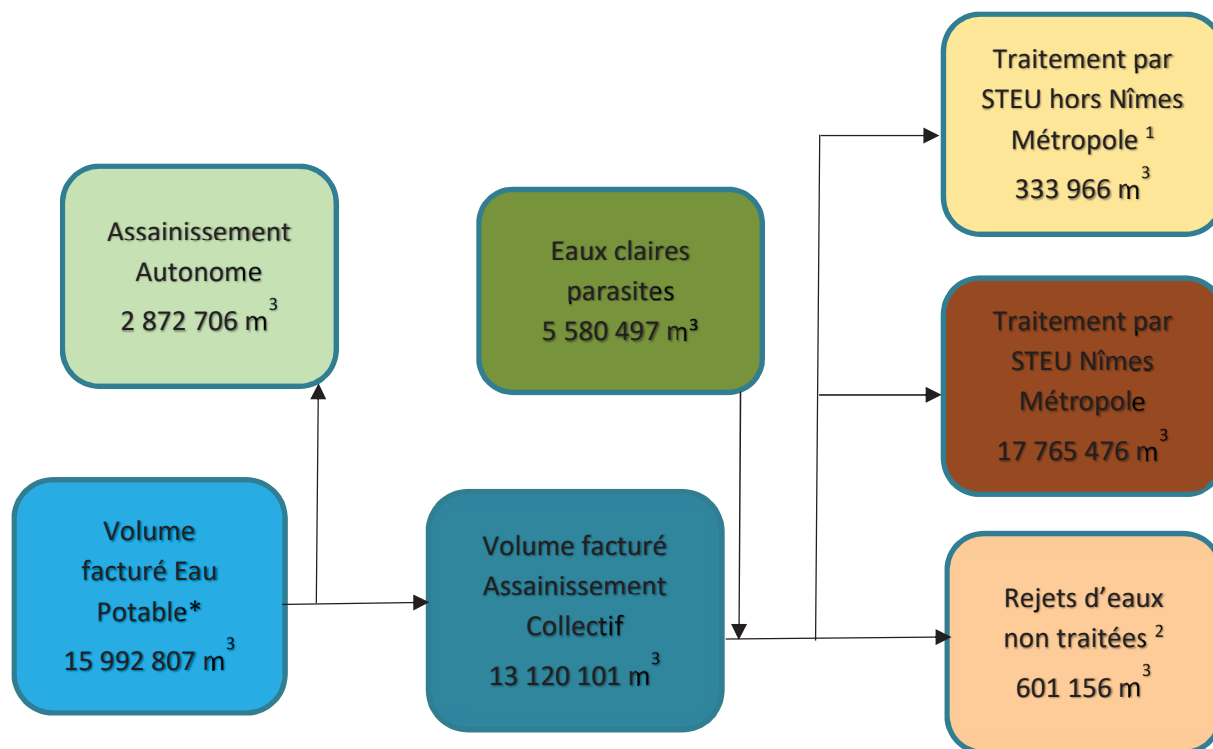 Traitement par
STEU hors Nîmes
Métropole ¹
333 966 m³
Assainissement
Autonome
2 872 706 m³
Eaux claires
parasites
5 580 497 m³
Traitement par
STEU Nîmes
Métropole
17 765 476 m³
Volume
facturé Eau
Potable*
15 992 807 m³
Volume facturé
Assainissement
Collectif
13 120 101 m³
Rejets d’eaux
non traitées ²
601 156 m³